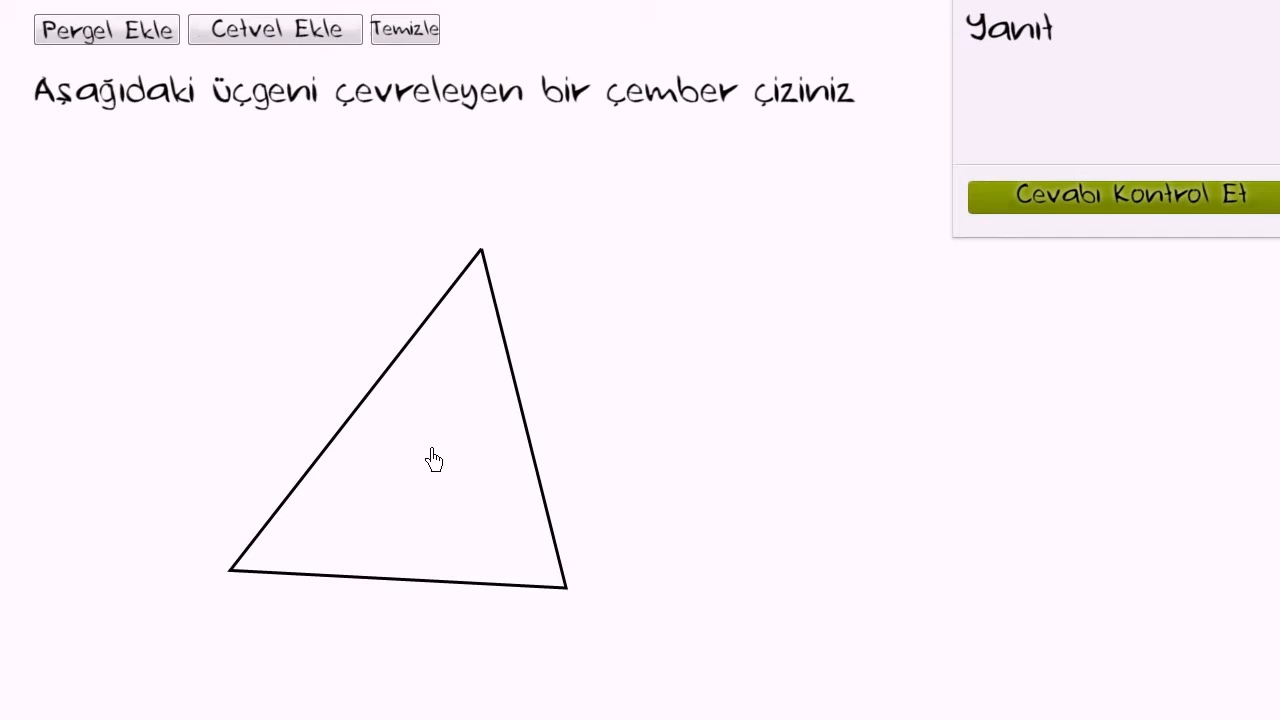 Pergel Ekle Cetvel Ekle Temizle
Yanıt
Aşağıdaki üçgeni çevreleyen bir çember çiziniz
Cevabı Kontrol Et